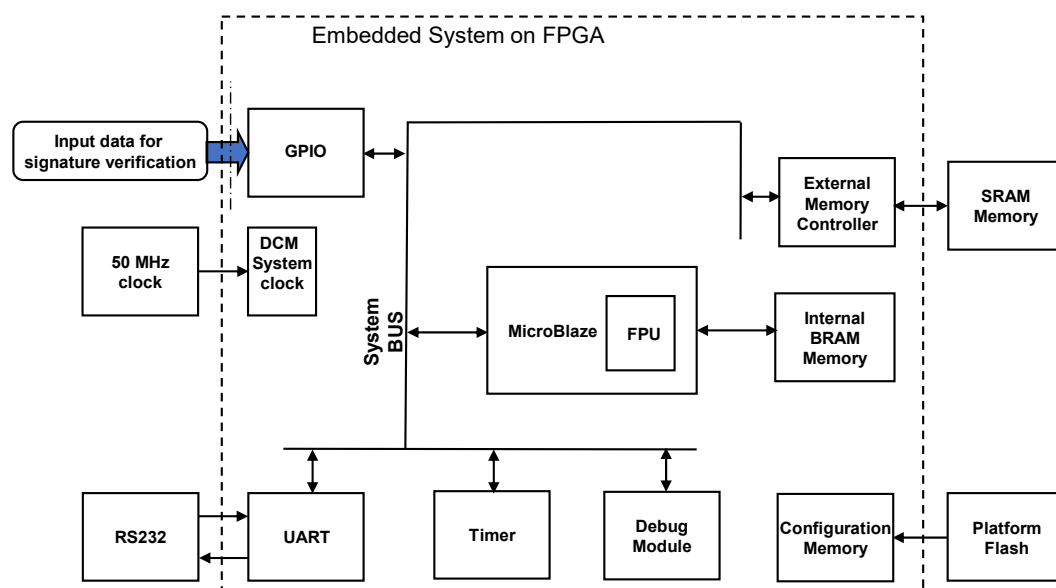 Embedded System on FPGA
Input data for
signature verification
GPIO
External
Memory
Controller
SRAM
Memory
50 MHz
clock
DCM
System
clock
System
BUS
MicroBlaze
FPU
Internal
BRAM
Memory
RS232
UART
Timer
Debug
Module
Configuration
Memory
Platform
Flash